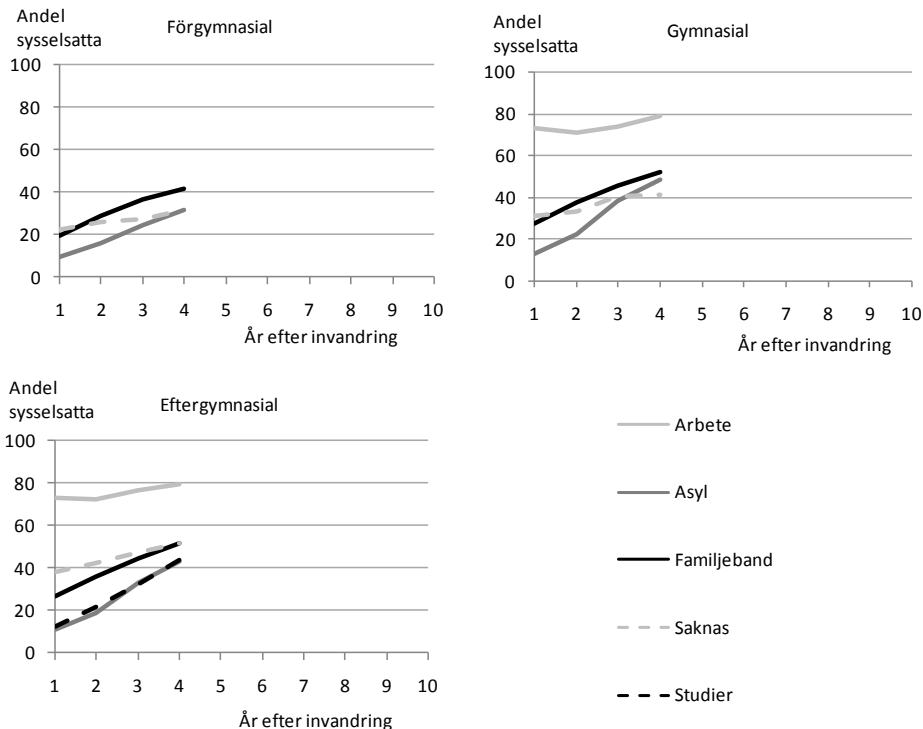 Andel
sysselsatta
Förgymnasial
100
80
60
40
20
0
1 2 3 4 5 6 7 8 9 10
År efter invandring
Andel
sysselsatta
Gymnasial
100
80
60
40
20
0
1 2 3 4 5 6 7 8 9 10
År efter invandring
Andel
sysselsatta
Eftergymnasial
100
80
60
40
20
0
1 2 3 4 5 6 7 8 9 10
År efter invandring
Arbete
Asyl
Familjeband
Saknas
Studier